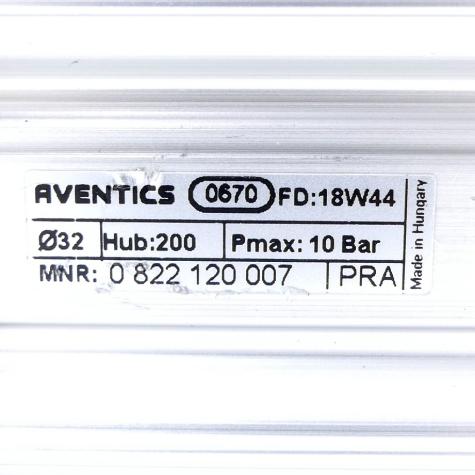 AVENTICS 0670 FD:18W44
Ø32 Hub:200 Pmax: 10 Bar
MNR: 0 822 120 007 PRA
Made in Hungary